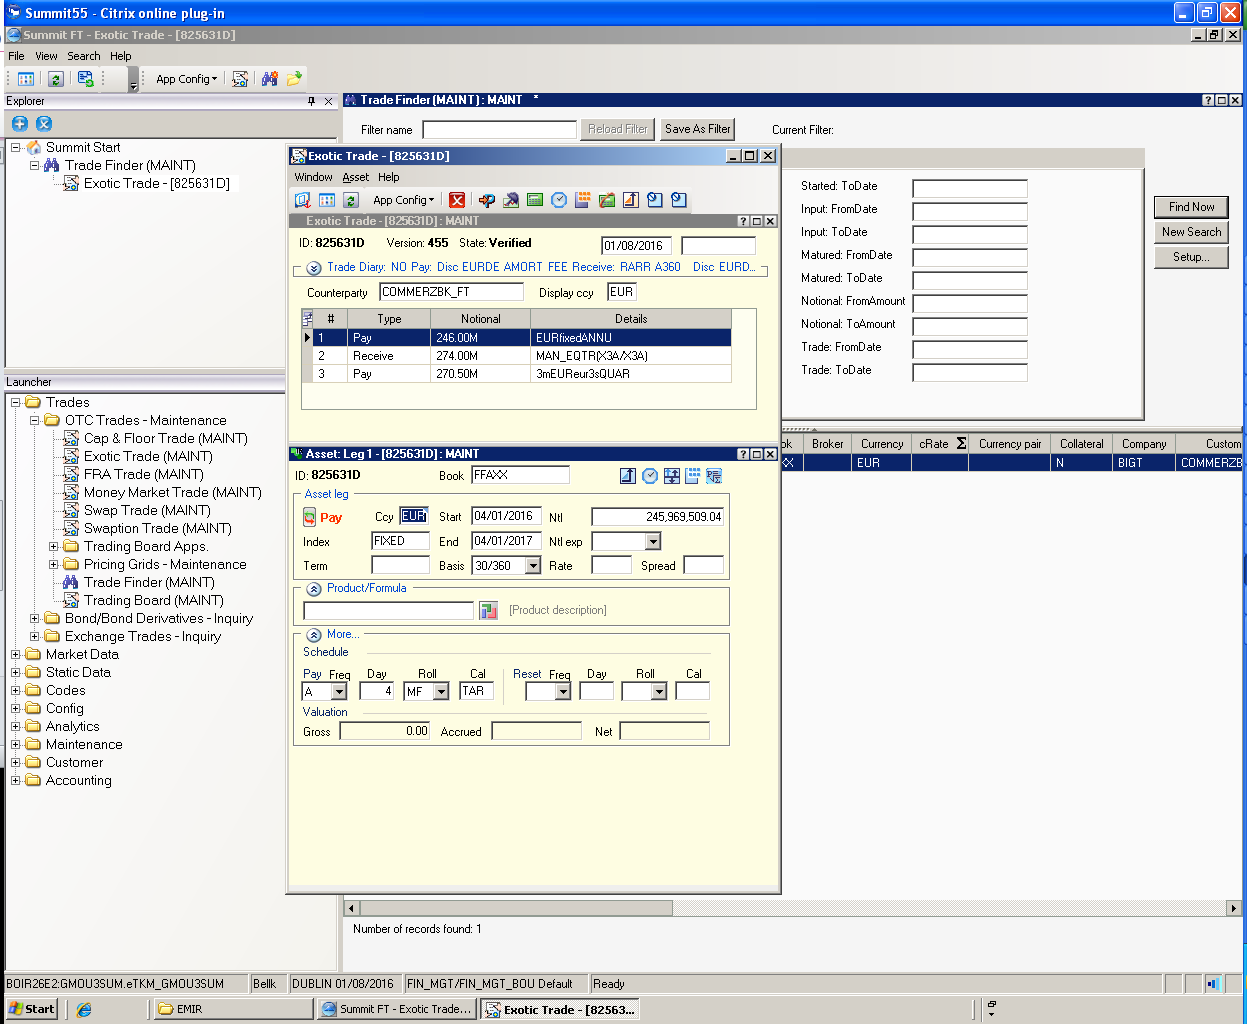 Summit55 - Citrix online plug-in
Summit FT - Exotic Trade - [825631D]
File View Search Help
App Config
Explorer
Summit Start
Trade Finder (MAINT)
Exotic Trade - [825631D]
Trade Finder (MAINT) : MAINT *
Filter name Reload Filter Save As Filter Current Filter:
Started: ToDate
Input: FromDate
Input: ToDate
Matured: FromDate
Matured: ToDate
Notional: FromAmount
Notional: ToAmount
Trade: FromDate
Trade: ToDate
Find Now
New Search
Setup...
Exotic Trade - [825631D]
Window Asset Help
App Config
Exotic Trade - [825631D] : MAINT
ID: 825631D Version: 455 State: Verified 01/08/2016
Trade Diary: NO Pay: Disc EURDE AMORT FEE Receive: RARR A360 Disc EURD...
Counterparty COMMERZBK_FT Display ccy EUR
# Type Notional Details
1 Pay 246.00M EURfixedANNU
2 Receive 274.00M MAN_EQTR(X3A/X3A)
3 Pay 270.50M 3mEUReur3sQUAR
Asset: Leg 1 - [825631D] : MAINT
ID: 825631D Book FFAXX
Asset leg
Pay Ccy EUR Start 04/01/2016 Ntl 245,969,509.04
Index FIXED End 04/01/2017 Ntl exp
Term Basis 30/360 Rate Spread
Product/Formula
[Product description]
More...
Schedule
Pay Freq Day Roll Cal Reset Freq Day Roll Cal
A 4 MF TAR
Valuation
Gross 0.00 Accrued Net
Broker Currency cRate Σ Currency pair Collateral Company Custom
EUR N BIGT COMMERZB
Number of records found: 1
Launcher
Trades
OTC Trades - Maintenance
Cap & Floor Trade (MAINT)
Exotic Trade (MAINT)
FRA Trade (MAINT)
Money Market Trade (MAINT)
Swap Trade (MAINT)
Swaption Trade (MAINT)
Trading Board Apps.
Pricing Grids - Maintenance
Trade Finder (MAINT)
Trading Board (MAINT)
Bond/Bond Derivatives - Inquiry
Exchange Trades - Inquiry
Market Data
Static Data
Codes
Config
Analytics
Maintenance
Customer
Accounting
BOIR26E2:GMOU3SUM.eTKM_GMOU3SUM Bellk DUBLIN 01/08/2016 FIN_MGT/FIN_MGT_BOU Default Ready
Start EMIR Summit FT - Exotic Trade... Exotic Trade - [82563...